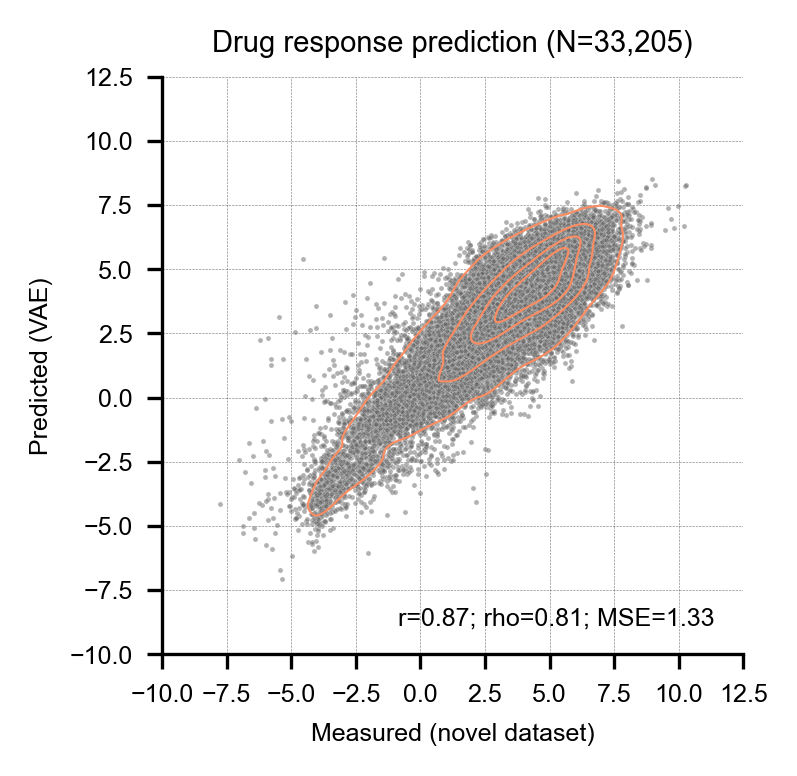 Drug response prediction (N=33,205)
12.5
10.0
7.5
5.0
2.5
0.0
−2.5
−5.0
−7.5
−10.0
Predicted (VAE)
r=0.87; rho=0.81; MSE=1.33
−10.0 −7.5 −5.0 −2.5 0.0 2.5 5.0 7.5 10.0 12.5
Measured (novel dataset)